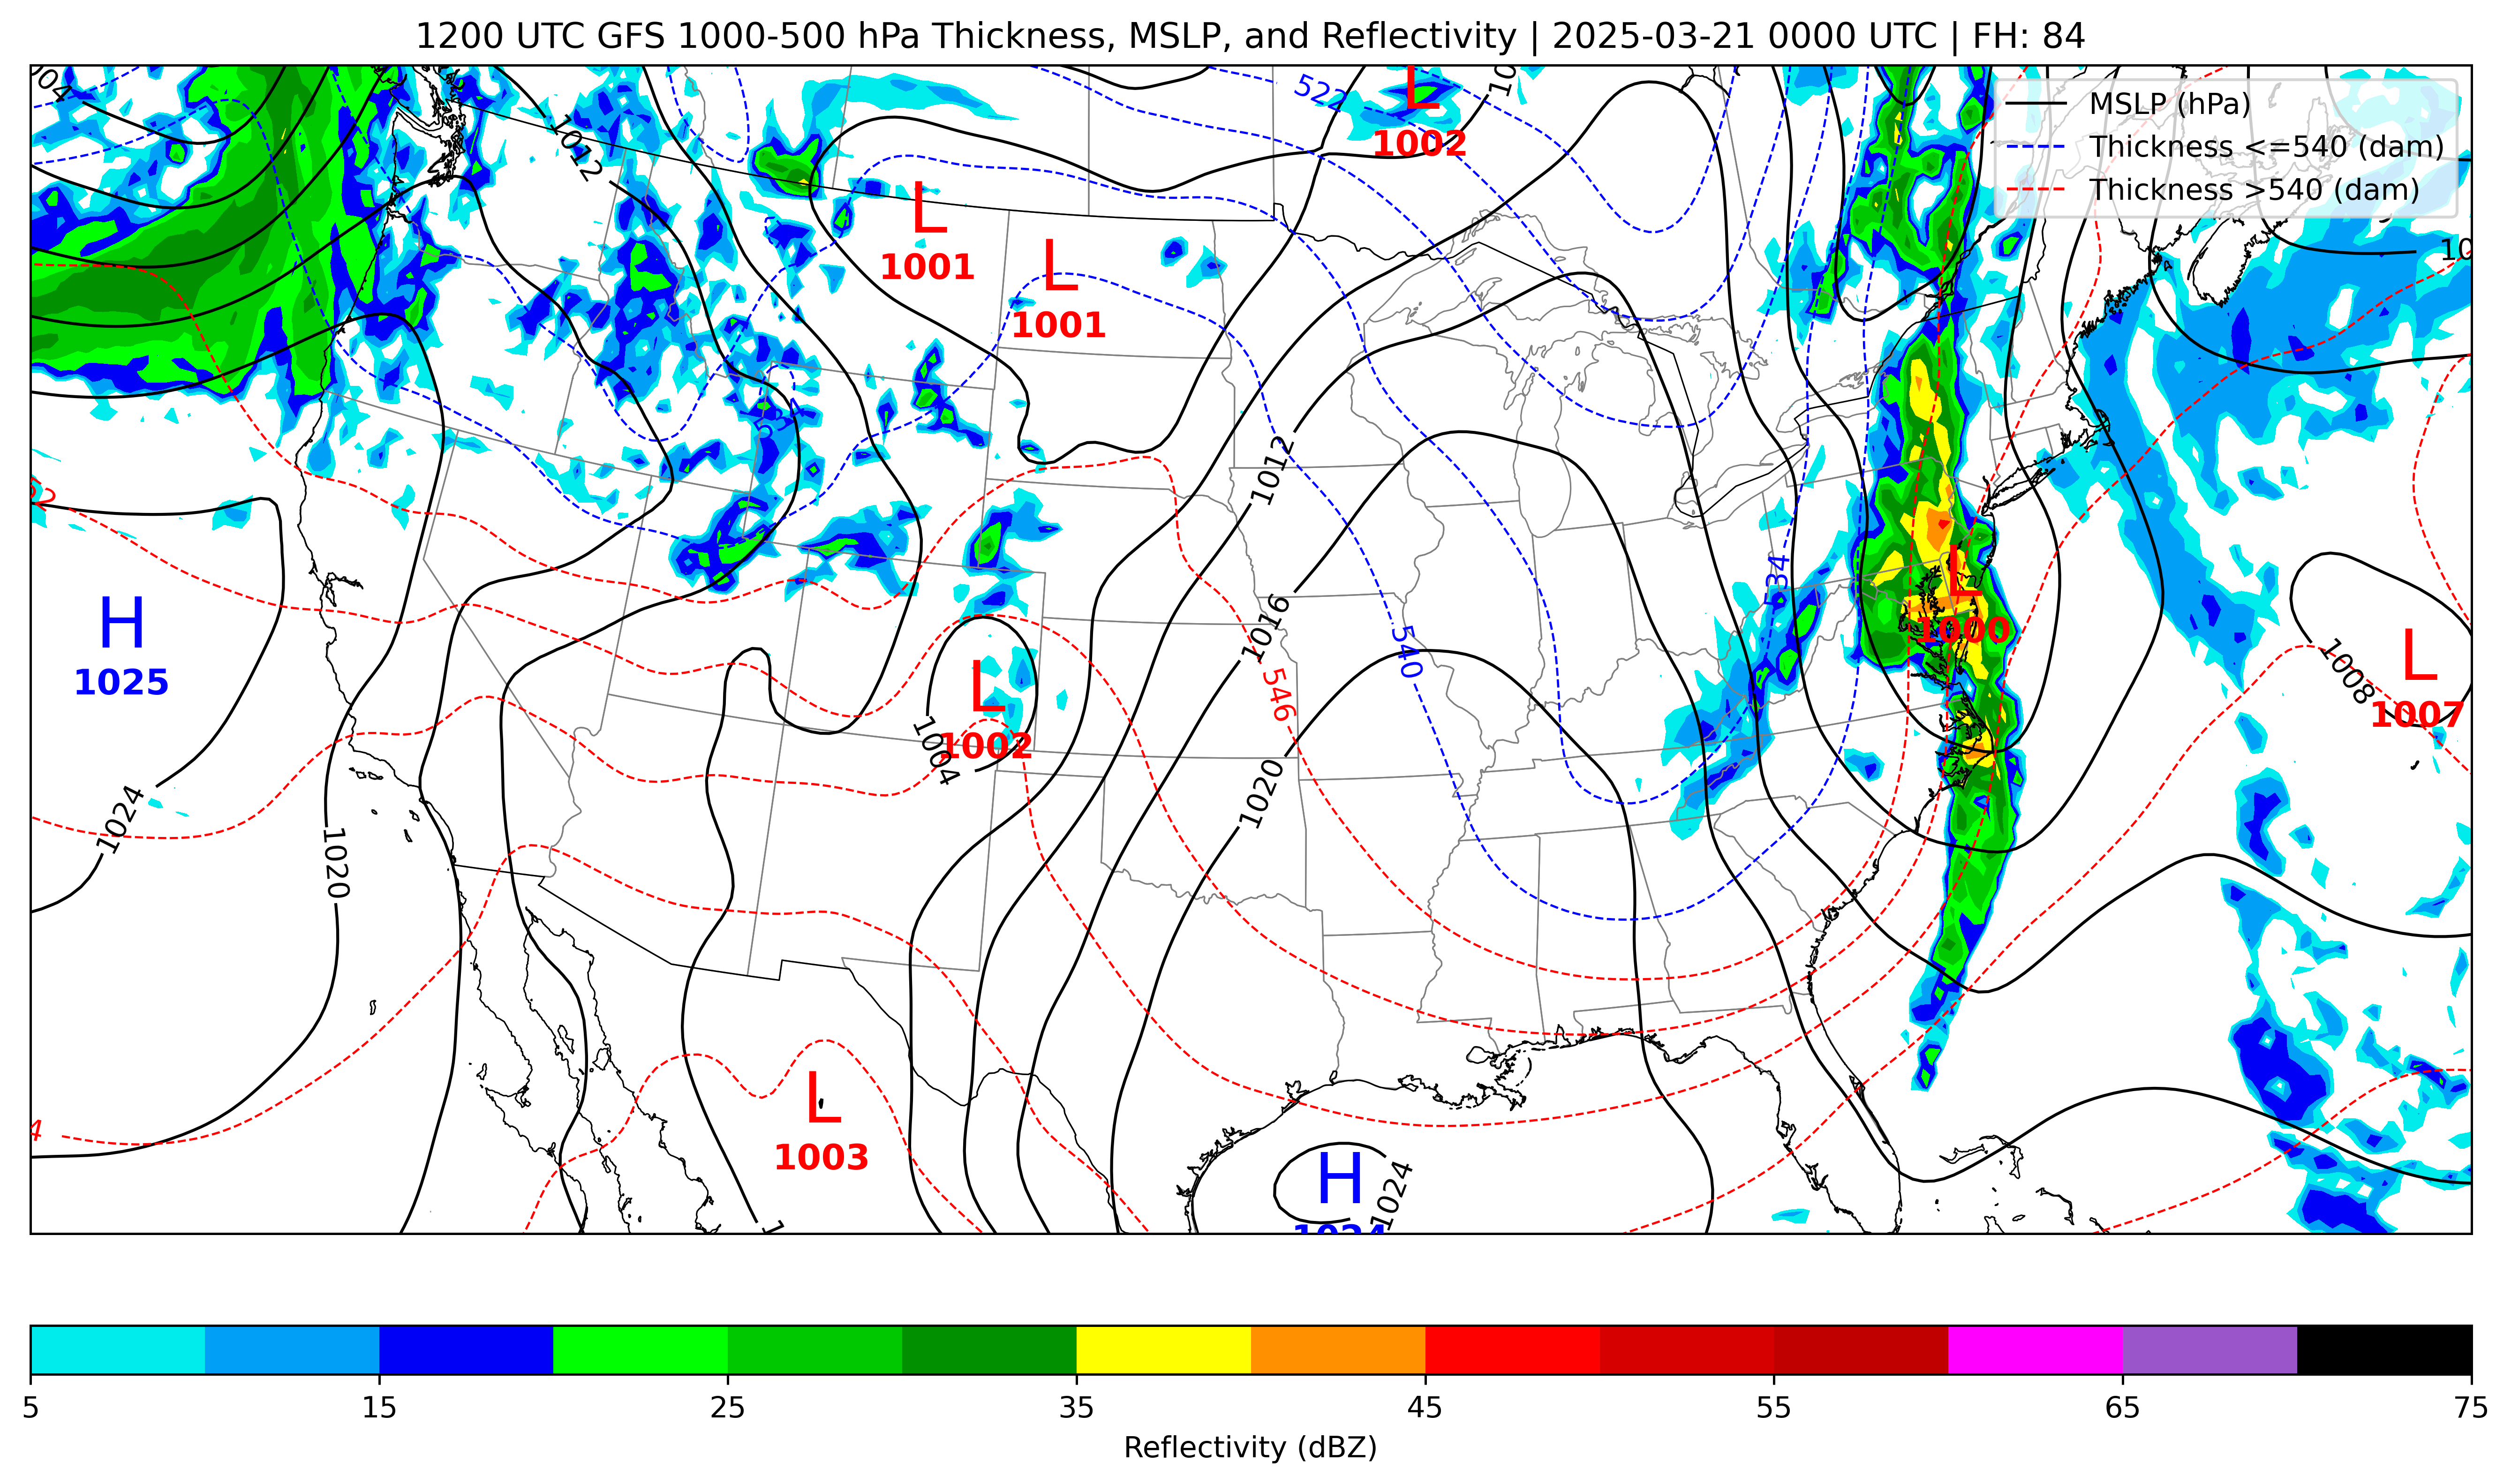 1200 UTC GFS 1000-500 hPa Thickness, MSLP, and Reflectivity | 2025-03-21 0000 UTC | FH: 84
MSLP (hPa)
Thickness <=540 (dam)
Thickness >540 (dam)
522
L
1002
1012
L
1001
L
1001
10
1012
534
540
L
1000
H
1025
1016
546
L
1002
1004
1008
L
1007
1024
1020
1020
L
1003
H
1024
1024
4
5 15 25 35 45 55 65 75
Reflectivity (dBZ)